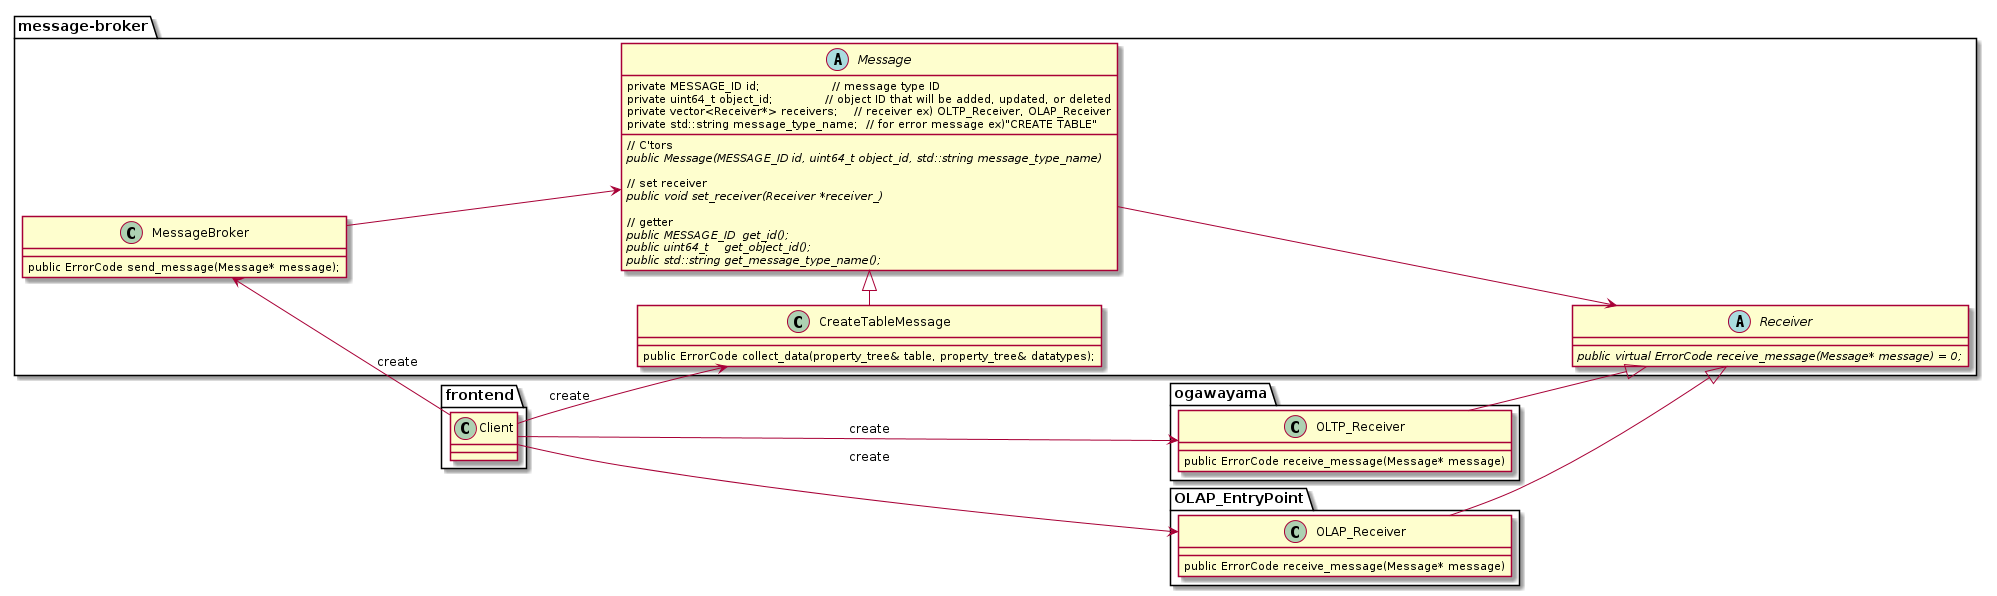 message-broker
A Message
private MESSAGE_ID id; // message type ID
private uint64_t object_id; // object ID that will be added, updated, or deleted
private vector<Receiver*> receivers; // receiver ex) OLTP_Receiver, OLAP_Receiver
private std::string message_type_name; // for error message ex)"CREATE TABLE"
// C'tors
public Message(MESSAGE_ID id, uint64_t object_id, std::string message_type_name)
// set receiver
public void set_receiver(Receiver *receiver_)
// getter
public MESSAGE_ID get_id();
public uint64_t get_object_id();
public std::string get_message_type_name();
C MessageBroker
public ErrorCode send_message(Message* message);
C CreateTableMessage
public ErrorCode collect_data(property_tree& table, property_tree& datatypes);
A Receiver
public virtual ErrorCode receive_message(Message* message) = 0;
create
frontend
C Client
create
create
create
ogawayama
C OLTP_Receiver
public ErrorCode receive_message(Message* message)
OLAP_EntryPoint
C OLAP_Receiver
public ErrorCode receive_message(Message* message)